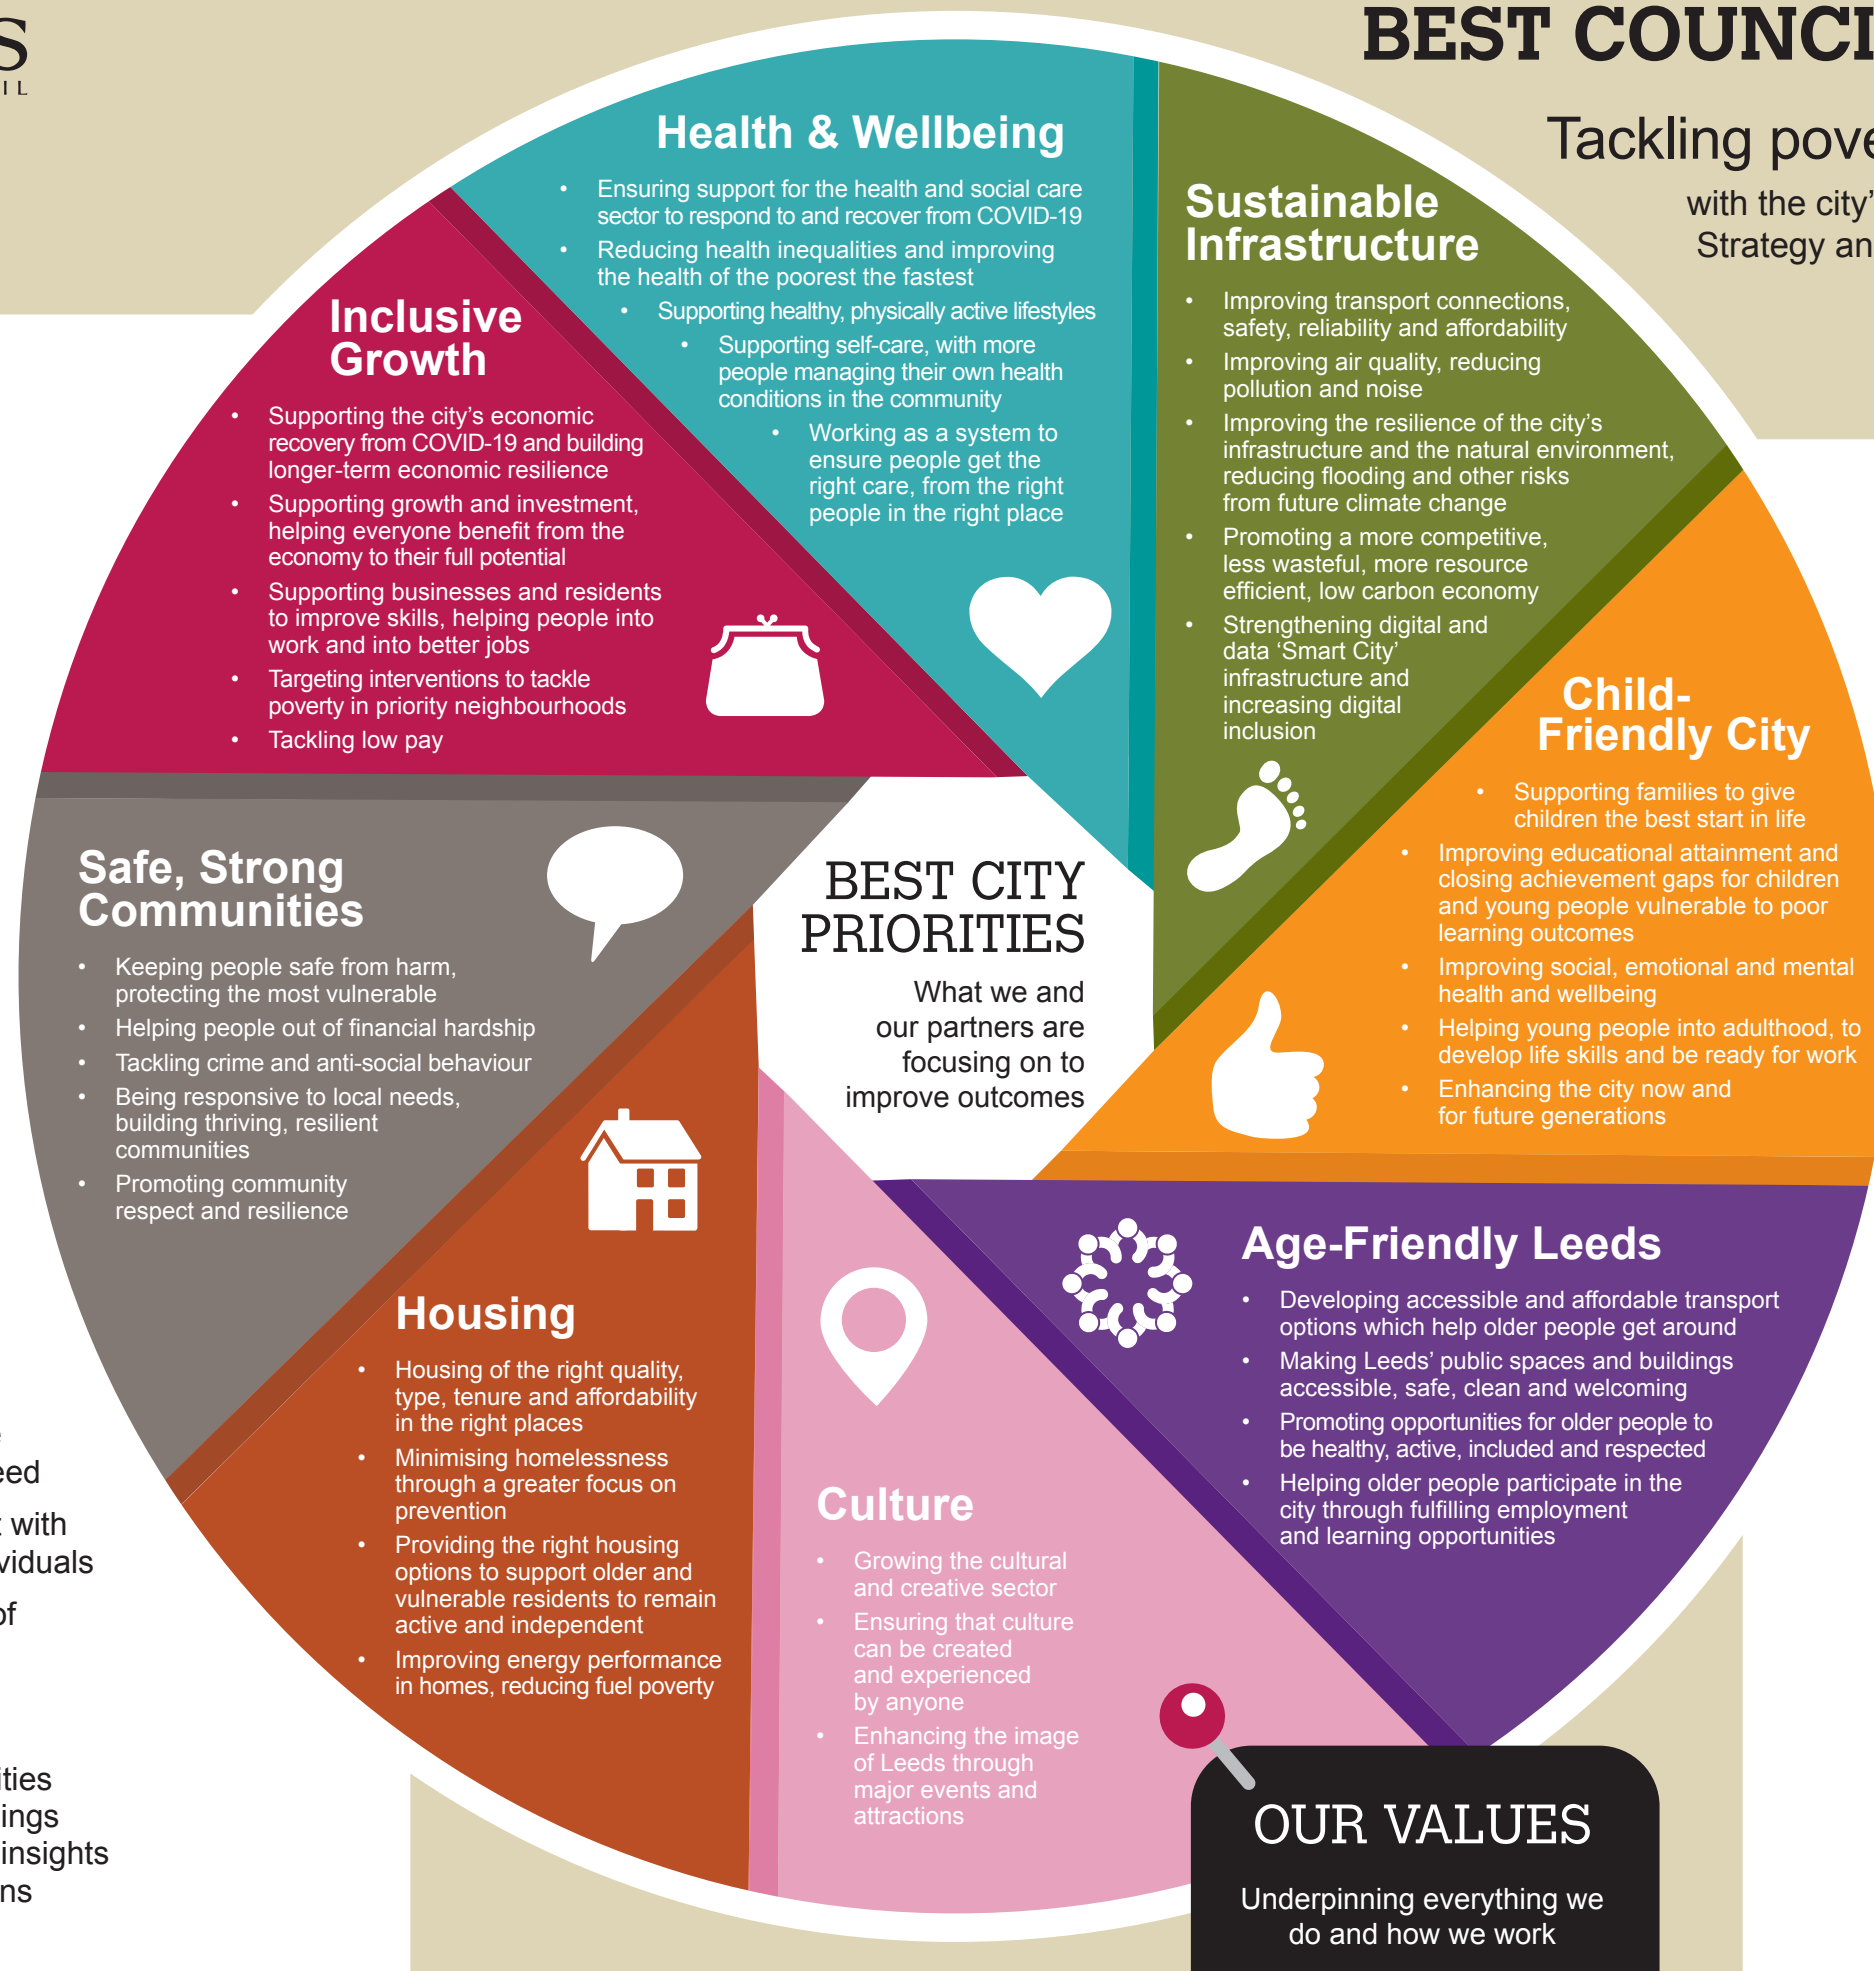 S
IL
BEST COUNCI
Tackling pove
with the city’
Strategy an
Health & Wellbeing
• Ensuring support for the health and social care
sector to respond to and recover from COVID-19
• Reducing health inequalities and improving
the health of the poorest the fastest
• Supporting healthy, physically active lifestyles
• Supporting self-care, with more
people managing their own health
conditions in the community
• Working as a system to
ensure people get the
right care, from the right
people in the right place
Sustainable
Infrastructure
• Improving transport connections,
safety, reliability and affordability
• Improving air quality, reducing
pollution and noise
• Improving the resilience of the city’s
infrastructure and the natural environment,
reducing flooding and other risks
from future climate change
• Promoting a more competitive,
less wasteful, more resource
efficient, low carbon economy
• Strengthening digital and
data ‘Smart City’
infrastructure and
increasing digital
inclusion
Inclusive
Growth
• Supporting the city’s economic
recovery from COVID-19 and building
longer-term economic resilience
• Supporting growth and investment,
helping everyone benefit from the
economy to their full potential
• Supporting businesses and residents
to improve skills, helping people into
work and into better jobs
• Targeting interventions to tackle
poverty in priority neighbourhoods
• Tackling low pay
Child-
Friendly City
• Supporting families to give
children the best start in life
• Improving educational attainment and
closing achievement gaps for children
and young people vulnerable to poor
learning outcomes
• Improving social, emotional and mental
health and wellbeing
• Helping young people into adulthood, to
develop life skills and be ready for work
• Enhancing the city now and
for future generations
BEST CITY
PRIORITIES
What we and
our partners are
focusing on to
improve outcomes
Safe, Strong
Communities
• Keeping people safe from harm,
protecting the most vulnerable
• Helping people out of financial hardship
• Tackling crime and anti-social behaviour
• Being responsive to local needs,
building thriving, resilient
communities
• Promoting community
respect and resilience
Age-Friendly Leeds
• Developing accessible and affordable transport
options which help older people get around
• Making Leeds’ public spaces and buildings
accessible, safe, clean and welcoming
• Promoting opportunities for older people to
be healthy, active, included and respected
• Helping older people participate in the
city through fulfilling employment
and learning opportunities
Housing
• Housing of the right quality,
type, tenure and affordability
in the right places
• Minimising homelessness
through a greater focus on
prevention
• Providing the right housing
options to support older and
vulnerable residents to remain
active and independent
• Improving energy performance
in homes, reducing fuel poverty
Culture
• Growing the cultural
and creative sector
• Ensuring that culture
can be created
and experienced
by anyone
• Enhancing the image
of Leeds through
major events and
attractions
eed
with
viduals
of
ities
ings
insights
ns
OUR VALUES
Underpinning everything we
do and how we work